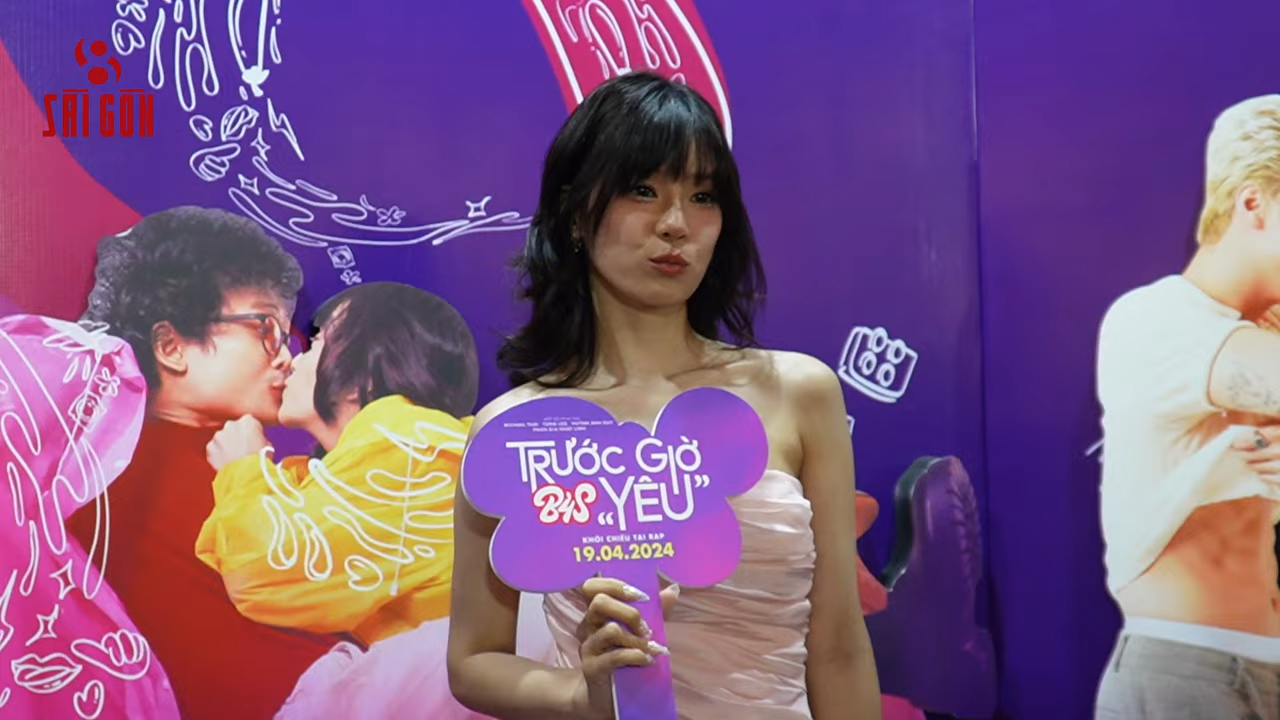 SÀI GÒN
TRƯỚC GIỜ
B4S "YÊU"
KHỞI CHIẾU TẠI RẠP
19.04.2024